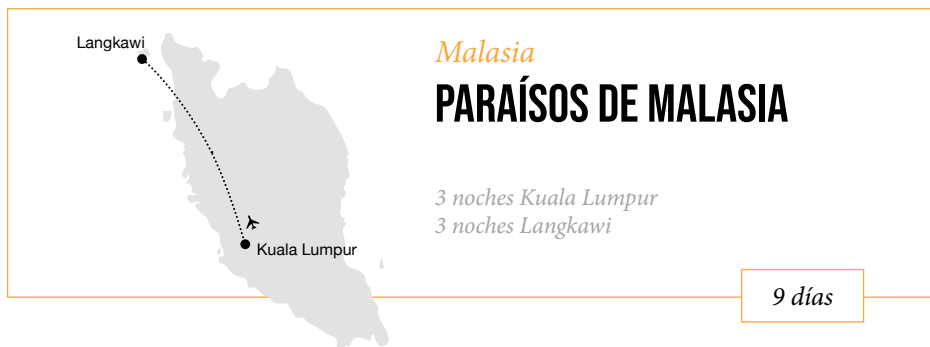 Langkawi
Kuala Lumpur
Malasia
PARAÍSOS DE MALASIA
3 noches Kuala Lumpur
3 noches Langkawi
9 días